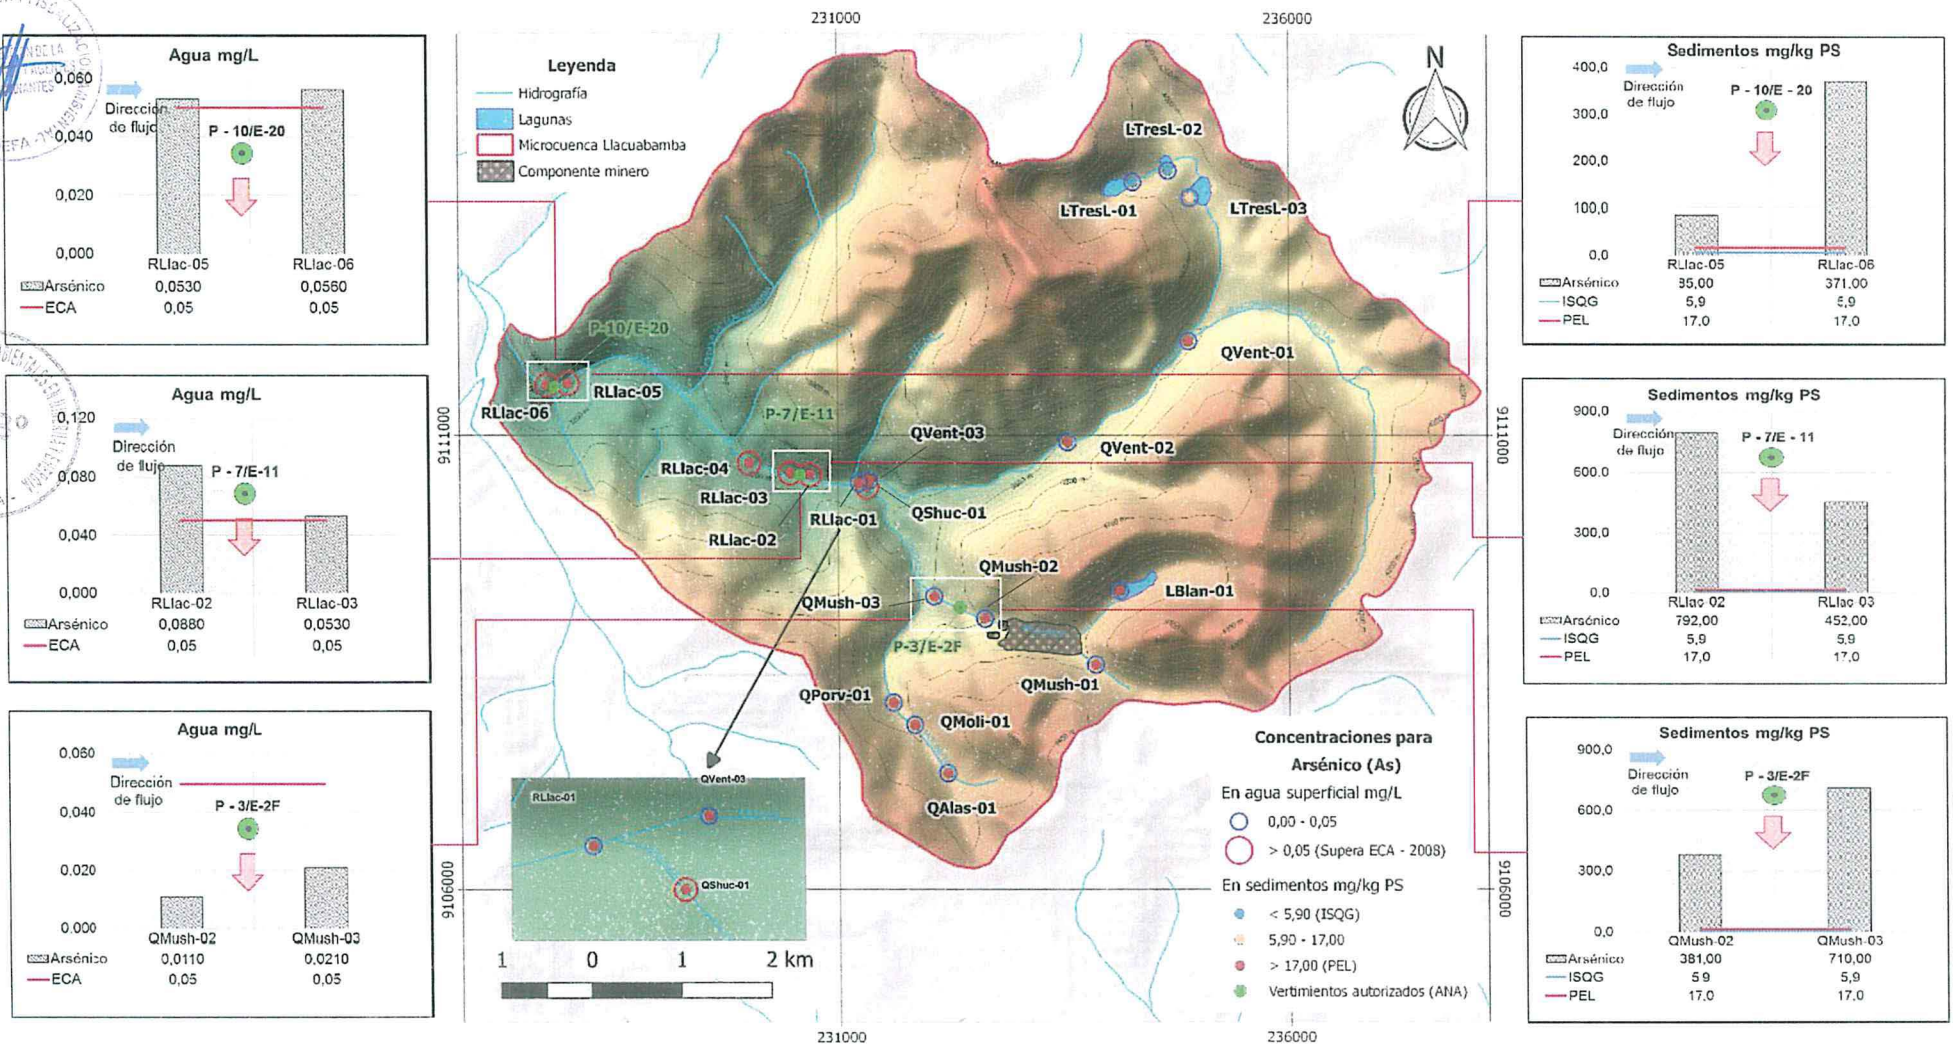 231000
236000
Agua mg/L
0,060
Dirección
de flujo
0,040
P - 10/E-20
0,020
0,000
RLlac-05
RLlac-06
Arsénico
0,0530
0,0560
ECA
0,05
0,05
Agua mg/L
0,120
Dirección
de flujo
P - 7/E-11
0,080
0,040
0,000
RLlac-02
RLlac-03
Arsénico
0,0880
0,0530
ECA
0,05
0,05
Agua mg/L
0,060
Dirección
de flujo
0,040
P - 3/E-2F
0,020
0,000
QMush-02
QMush-03
Arsénico
0,0110
0,0210
ECA
0,05
0,05
Leyenda
Hidrografía
Lagunas
Microcuenca Llacuabamba
Componente minero
N
LTresL-02
LTresL-01
LTresL-03
P-10/E-20
QVent-01
RLlac-06
RLlac-05
P-7/E-11
911000
911000
QVent-03
QVent-02
RLlac-04
RLlac-03
RLlac-01
QShuc-01
RLlac-02
QMush-02
QMush-03
LBlan-01
P-3/E-2F
QMush-01
QPorv-01
QMoli-01
QAlas-01
QVent-03
RLlac-01
QShuc-01
9106000
9106000
1 0 1 2 km
Concentraciones para
Arsénico (As)
En agua superficial mg/L
0,00 - 0,05
> 0,05 (Supera ECA - 2008)
En sedimentos mg/kg PS
< 5,90 (ISQG)
5,90 - 17,00
> 17,00 (PEL)
Vertimientos autorizados (ANA)
231000
236000
Sedimentos mg/kg PS
400,0
Dirección
de flujo
P - 10/E - 20
300,0
200,0
100,0
0,0
RLlac-05
RLlac-06
Arsénico
85,00
371,00
ISQG
5,9
5,9
PEL
17.0
17.0
Sedimentos mg/kg PS
900,0
Dirección
de flujo
P - 7/E - 11
600,0
300,0
0.0
RLlac-02
RLlac-03
Arsénico
792,00
452,00
ISQG
5,9
5,9
PEL
17,0
17,0
Sedimentos mg/kg PS
900,0
Dirección
de flujo
P - 3/E-2F
600,0
300,0
0,0
QMush-02
QMush-03
Arsénico
381,00
710,00
ISQG
5 9
5,9
PEL
17.0
17.0